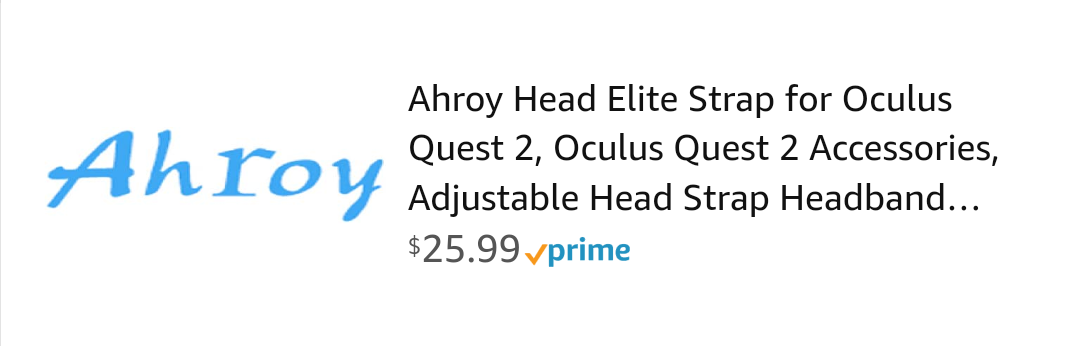 Ahroy
Ahroy Head Elite Strap for Oculus
Quest 2, Oculus Quest 2 Accessories,
Adjustable Head Strap Headband...
$25.99 prime